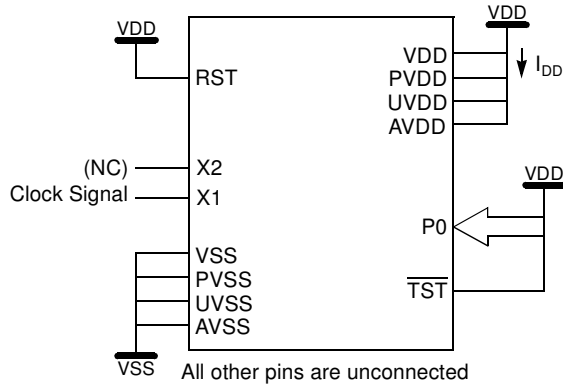 VDD
VDD
VDD
RST
VDD
PVDD
UVDD
AVDD
I_DD
(NC)
X2
Clock Signal
X1
P0
TST
VSS
PVSS
UVSS
AVSS
VSS
All other pins are unconnected